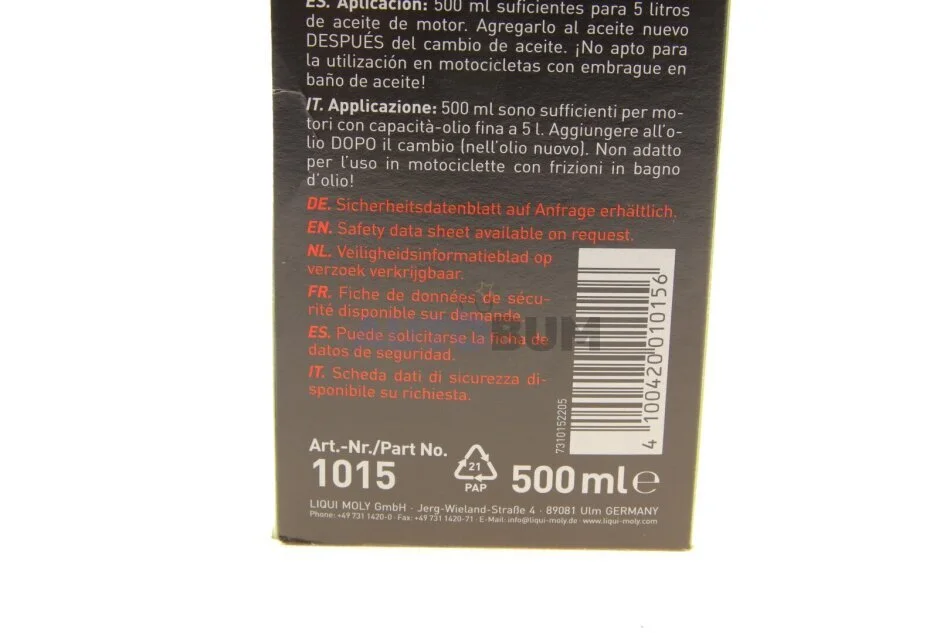 ES. Aplicación: 500 ml suficientes para 5 litros
de aceite de motor. Agregarlo al aceite nuevo
DESPUÉS del cambio de aceite. ¡No apto para
la utilización en motocicletas con embrague en
baño de aceite!
IT. Applicazione: 500 ml sono sufficienti per mo-
tori con capacità-olio fina a 5 l. Aggiungere all'o-
lio DOPO il cambio (nell'olio nuovo). Non adatto
per l'uso in motociclette con frizioni in bagno
d'olio!
DE. Sicherheitsdatenblatt auf Anfrage erhältlich.
EN. Safety data sheet available on request.
NL. Veiligheidsinformatieblad op
verzoek verkrijgbaar.
FR. Fiche de données de sécu-
rité disponible sur demande.
ES. Puede solicitarse la ficha de
datos de seguridad.
IT. Scheda dati di sicurezza di-
sponibile su richiesta.
BUM
7310152205
4 100420 010156
Art.-Nr./Part No.
1015
21
PAP
500 ml ℮
LIQUI MOLY GmbH · Jerg-Wieland-Straße 4 · 89081 Ulm GERMANY
Phone: +49 731 1420-0 · Fax: +49 731 1420-71 · E-Mail: info@liqui-moly.de www.liqui-moly.com